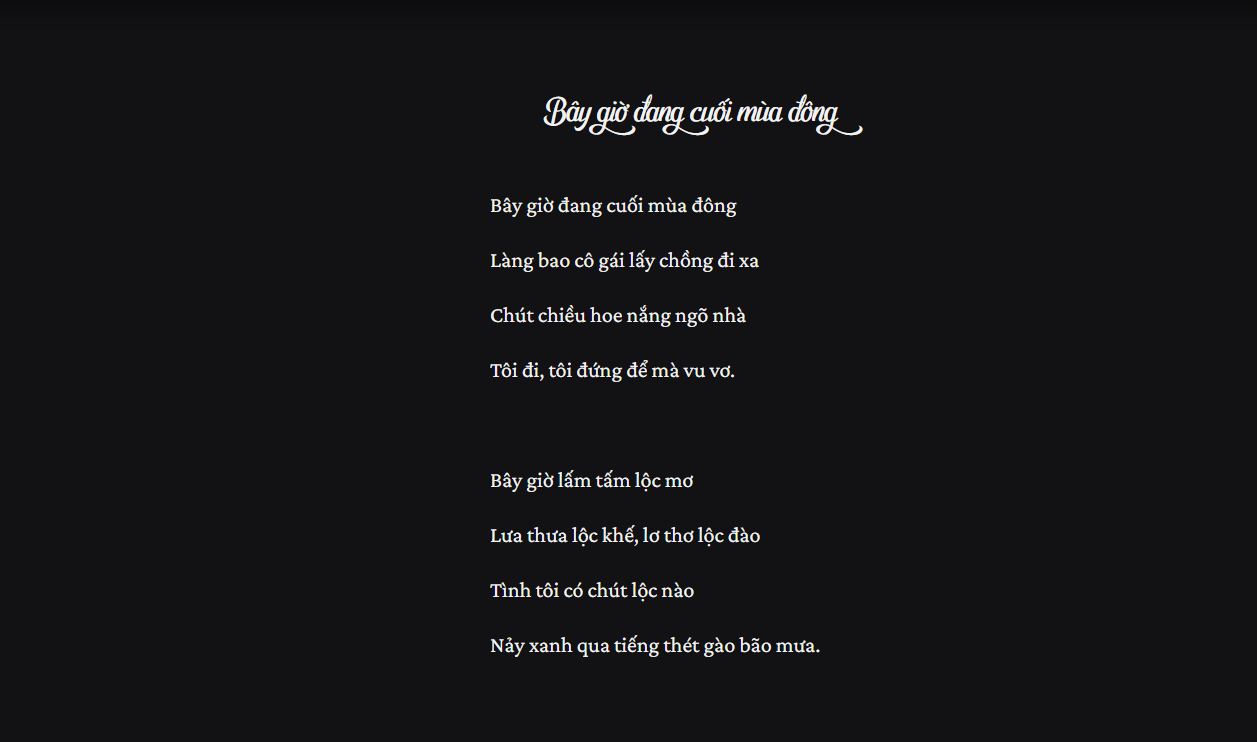 Bây giờ đang cuối mùa đông
Bây giờ đang cuối mùa đông
Làng bao cô gái lấy chồng đi xa
Chút chiều hoe nắng ngõ nhà
Tôi đi, tôi đứng để mà vu vơ.
Bây giờ lấm tấm lộc mơ
Lưa thưa lộc khế, lơ thơ lộc đào
Tình tôi có chút lộc nào
Nảy xanh qua tiếng thét gào bão mưa.